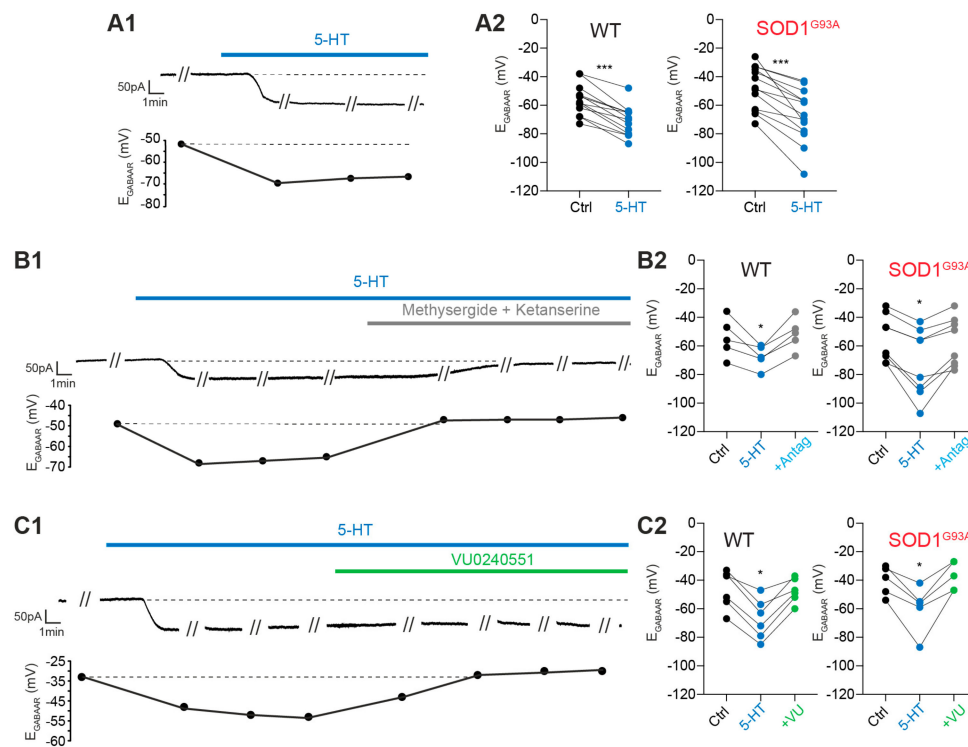 A1
5-HT
50pA
1min
E_GABAAR (mV)
-50
-60
-70
-80
A2
WT
SOD1^G93A
E_GABAAR (mV)
0
-20
-40
-60
-80
-100
-120
***
Ctrl 5-HT
E_GABAAR (mV)
0
-20
-40
-60
-80
-100
-120
***
Ctrl 5-HT
B1
5-HT
Methysergide + Ketanserine
50pA
1min
E_GABAAR (mV)
-40
-50
-60
-70
B2
WT
SOD1^G93A
E_GABAAR (mV)
0
-20
-40
-60
-80
-100
-120
*
Ctrl 5-HT +Antag
E_GABAAR (mV)
0
-20
-40
-60
-80
-100
-120
*
Ctrl 5-HT +Antag
C1
5-HT
VU0240551
50pA
1min
E_GABAAR (mV)
-25
-35
-45
-55
-60
C2
WT
SOD1^G93A
E_GABAAR (mV)
0
-20
-40
-60
-80
-100
-120
*
Ctrl 5-HT +VU
E_GABAAR (mV)
0
-20
-40
-60
-80
-100
-120
*
Ctrl 5-HT +VU